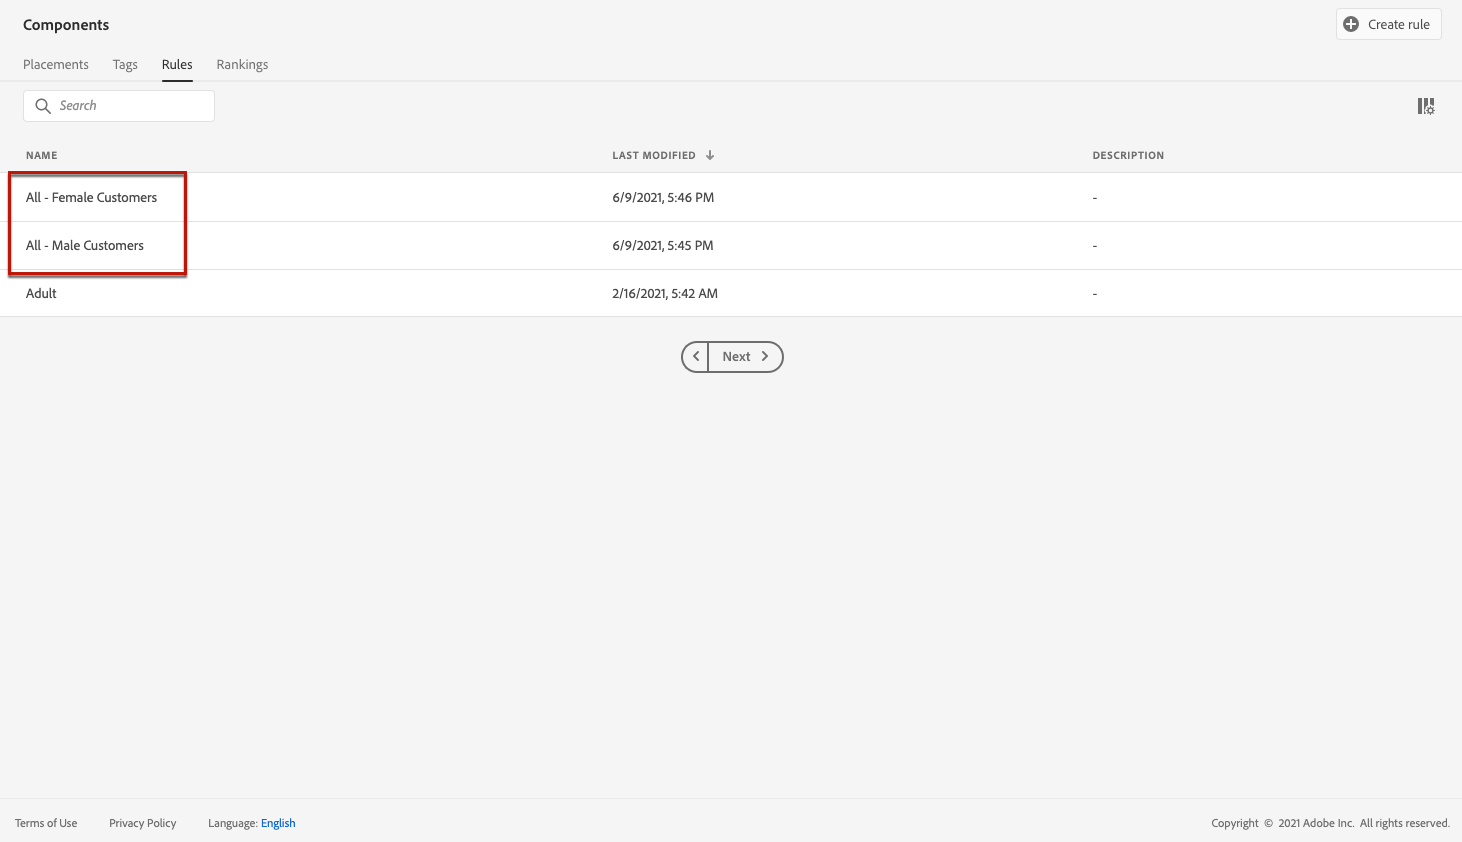 Components
Create rule
Placements Tags Rules Rankings
Search
NAME LAST MODIFIED DESCRIPTION
All - Female Customers 6/9/2021, 5:46 PM -
All - Male Customers 6/9/2021, 5:45 PM -
Adult 2/16/2021, 5:42 AM -
Next
Terms of Use Privacy Policy Language: English Copyright © 2021 Adobe Inc. All rights reserved.